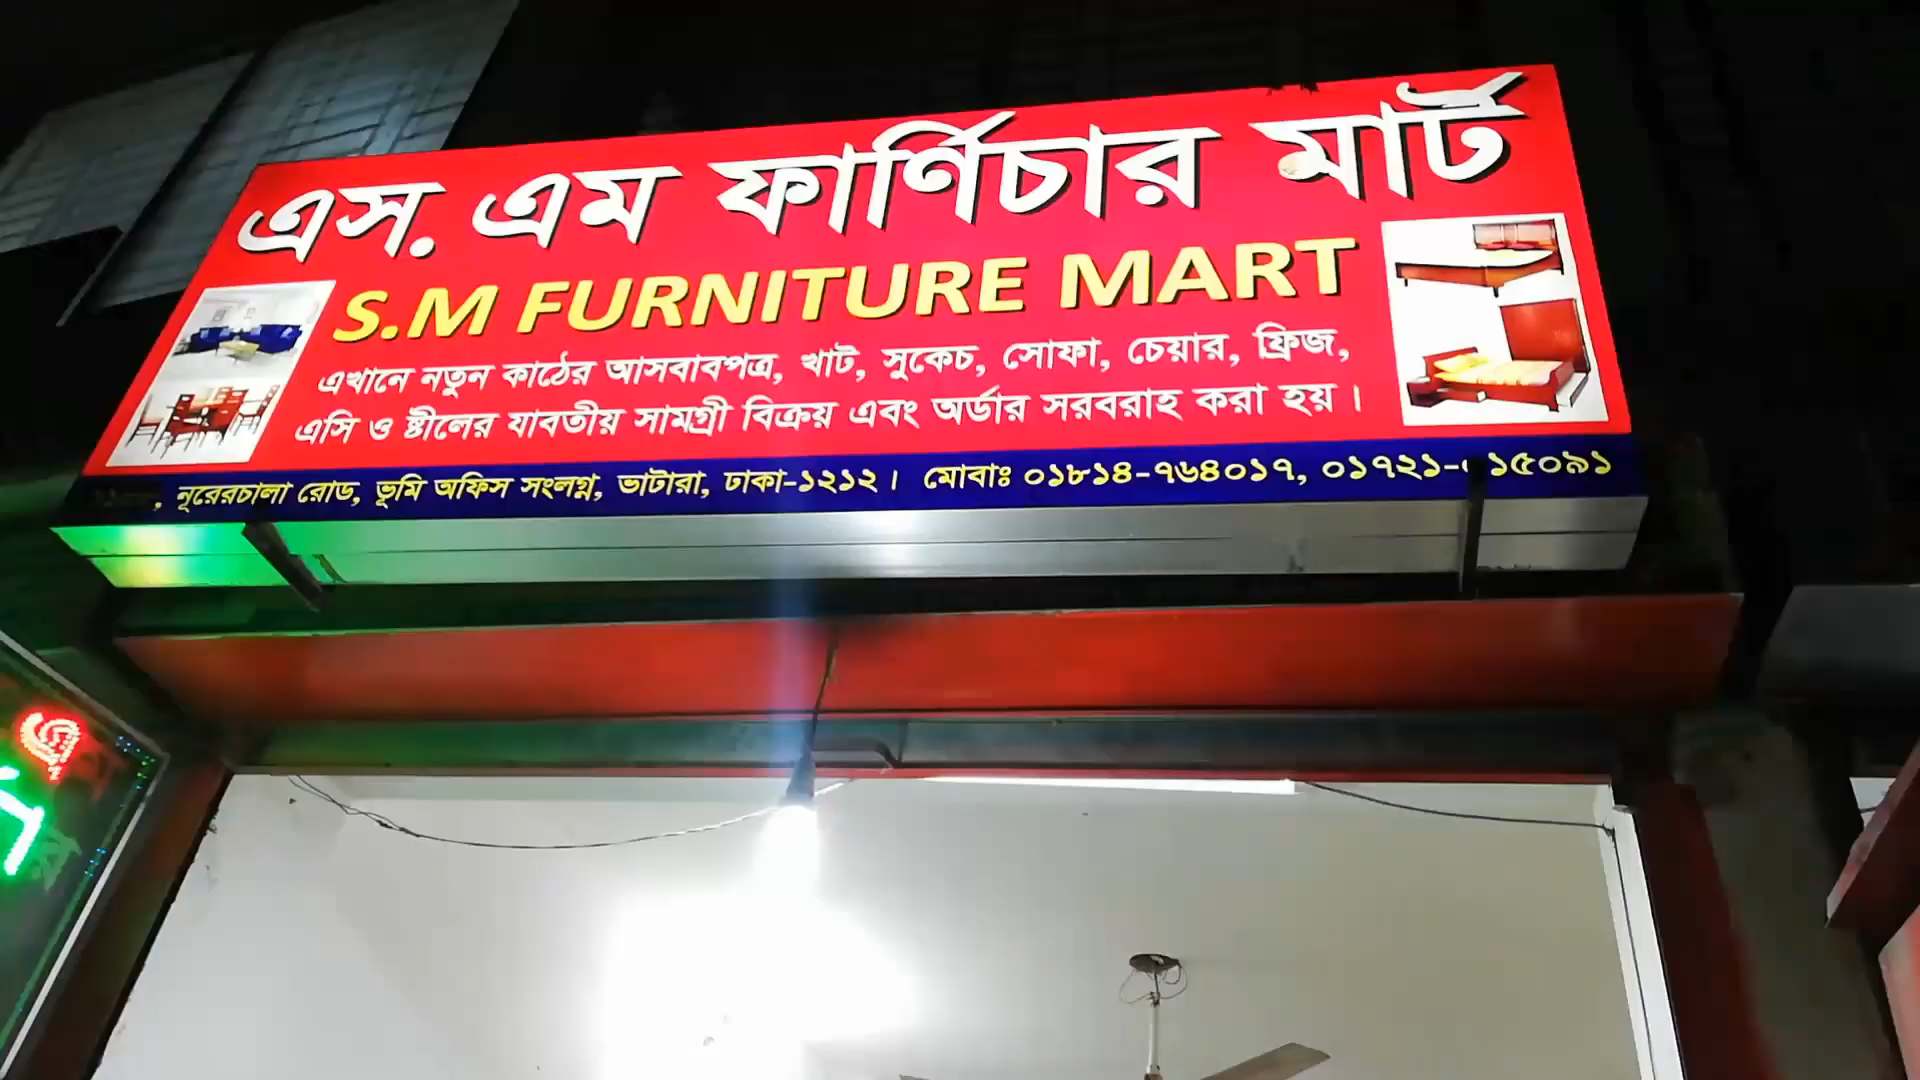 এস. এম ফার্ণিচার মার্ট
S.M FURNITURE MART
এখানে নতুন কাঠের আসবাবপত্র, খাট, সুকেচ, সোফা, চেয়ার, ফ্রিজ,
এসি ও ষ্টীলের যাবতীয় সামগ্রী বিক্রয় এবং অর্ডার সরবরাহ করা হয়।
, নূরেরচালা রোড, ভূমি অফিস সংলগ্ন, ভাটারা, ঢাকা-১২১২। মোবাঃ ০১৮১৪-৭৬৪০১৭,